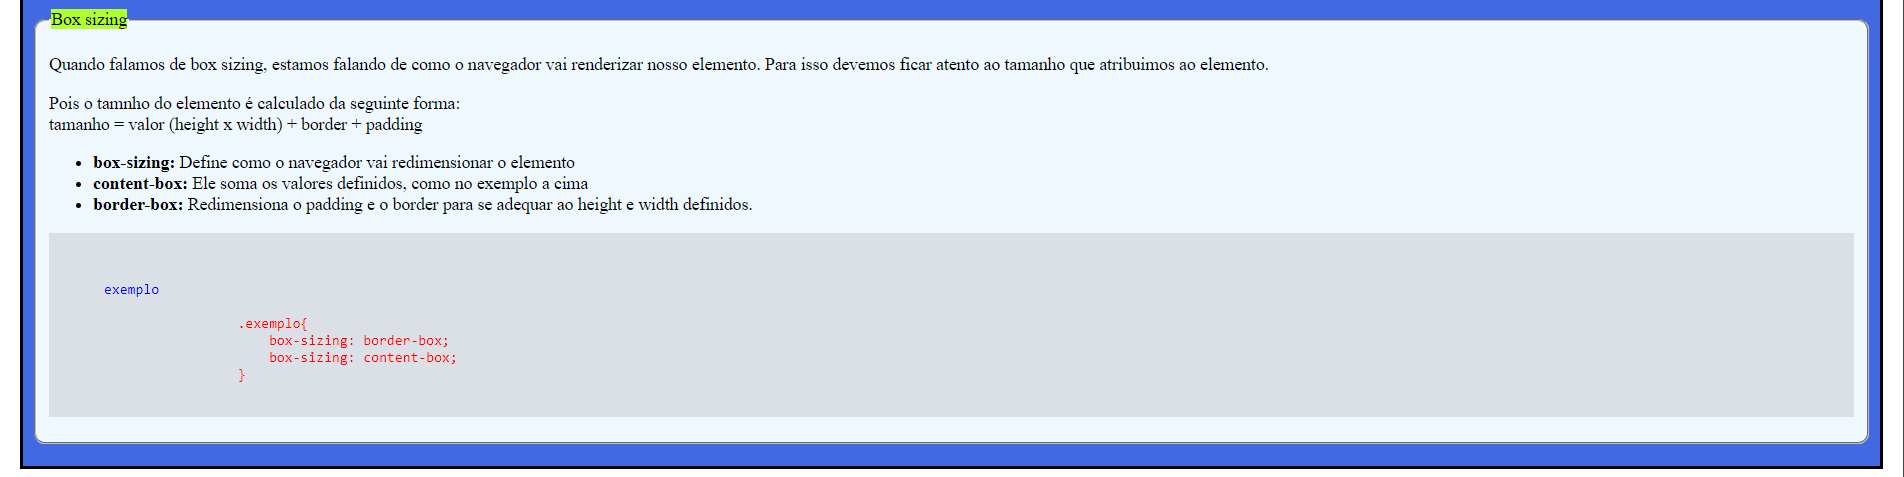 Box sizing
Quando falamos de box sizing, estamos falando de como o navegador vai renderizar nosso elemento. Para isso devemos ficar atento ao tamanho que atribuimos ao elemento.
Pois o tamnho do elemento é calculado da seguinte forma:
tamanho = valor (height x width) + border + padding
• box-sizing: Define como o navegador vai redimensionar o elemento
• content-box: Ele soma os valores definidos, como no exemplo a cima
• border-box: Redimensiona o padding e o border para se adequar ao height e width definidos.
exemplo
.exemplo{
box-sizing: border-box;
box-sizing: content-box;
}